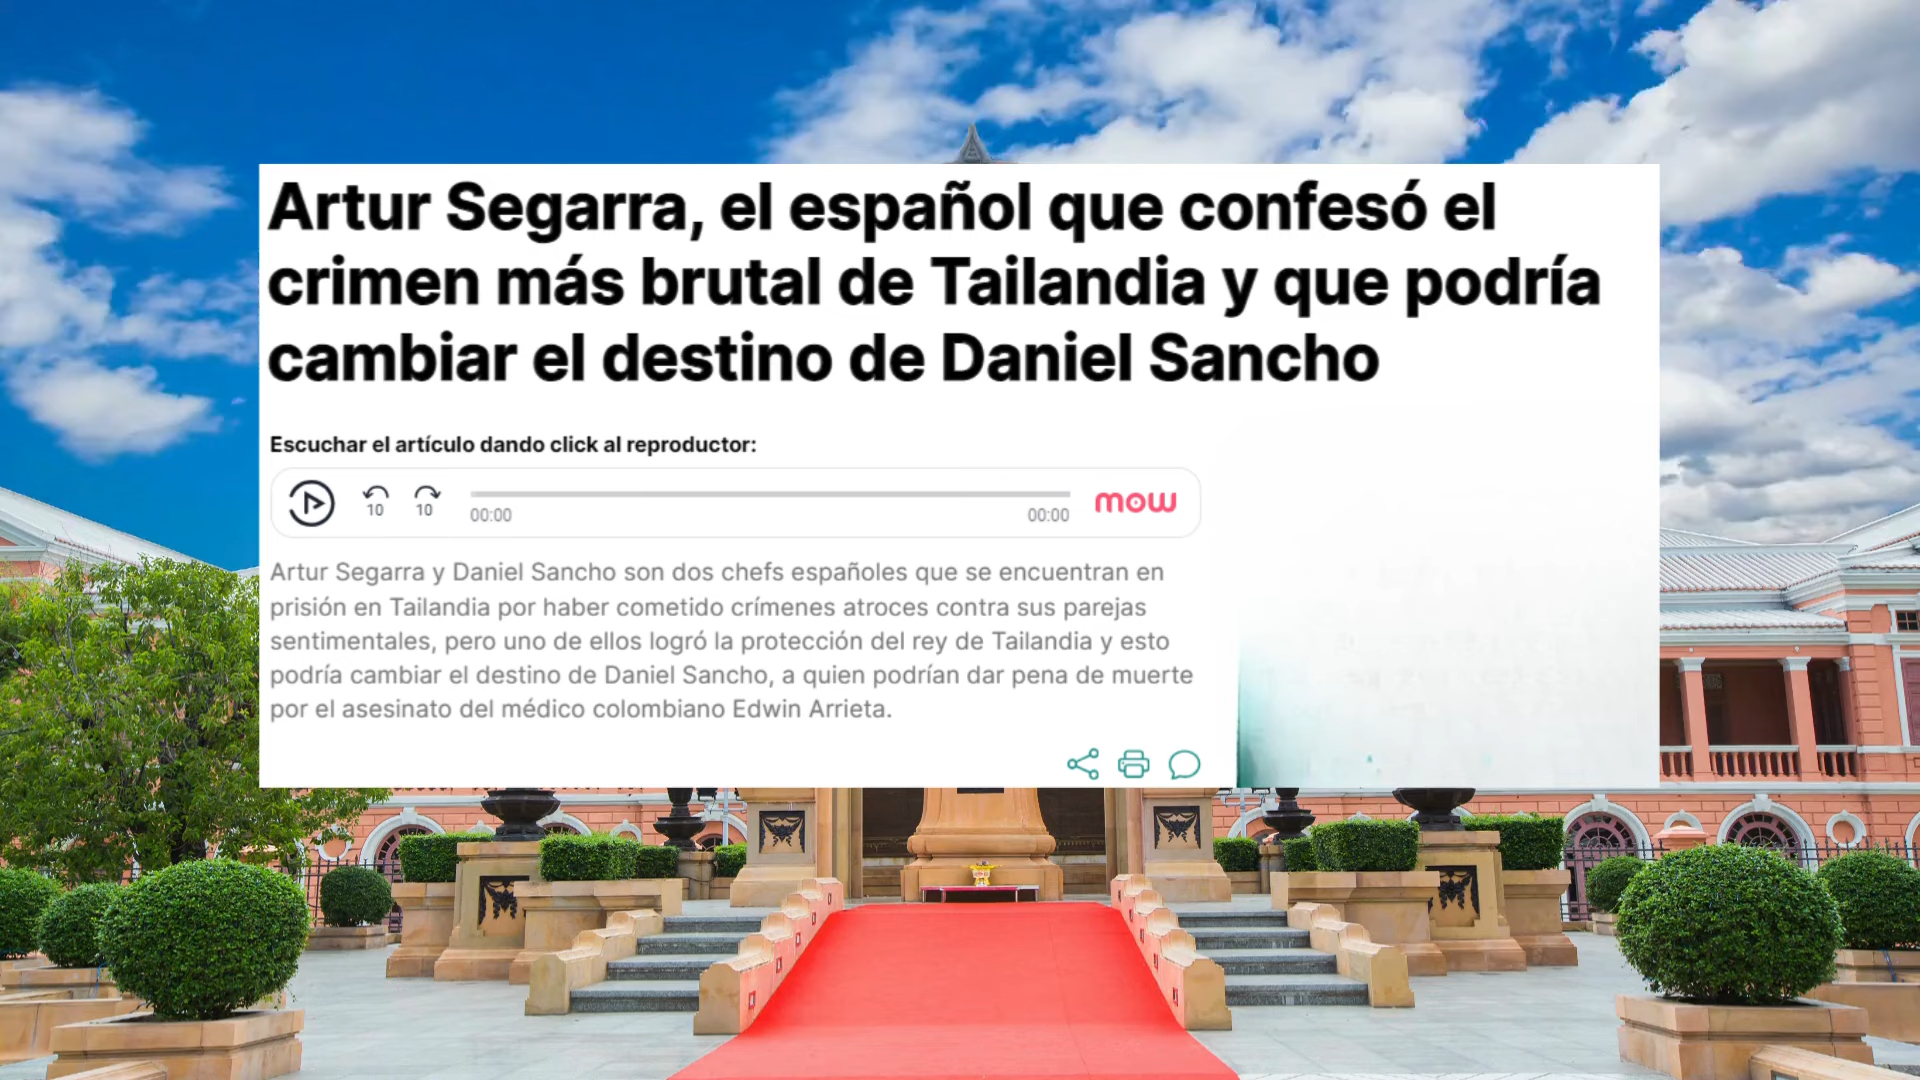 Artur Segarra, el español que confesó el
crimen más brutal de Tailandia y que podría
cambiar el destino de Daniel Sancho
Escuchar el artículo dando click al reproductor:
10
10
00:00
00:00
mow
Artur Segarra y Daniel Sancho son dos chefs españoles que se encuentran en
prisión en Tailandia por haber cometido crímenes atroces contra sus parejas
sentimentales, pero uno de ellos logró la protección del rey de Tailandia y esto
podría cambiar el destino de Daniel Sancho, a quien podrían dar pena de muerte
por el asesinato del médico colombiano Edwin Arrieta.